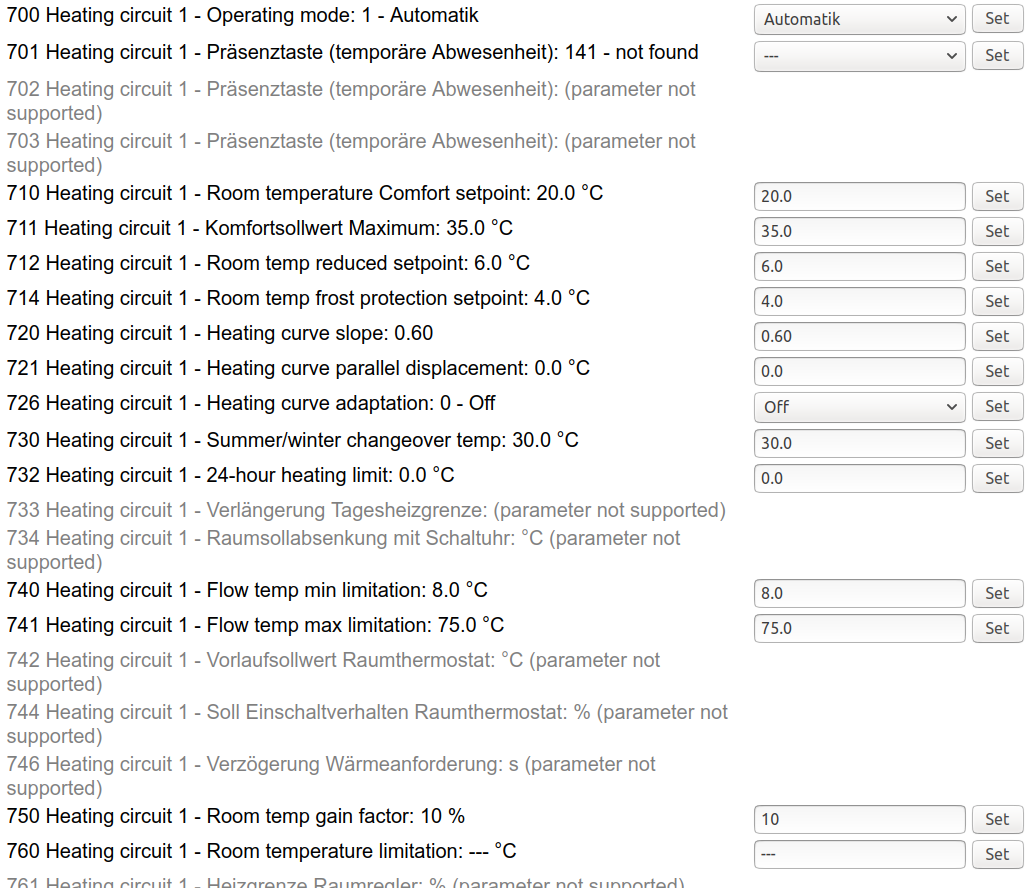 700 Heating circuit 1 - Operating mode: 1 - Automatik
Automatik
Set
701 Heating circuit 1 - Präsenztaste (temporäre Abwesenheit): 141 - not found
---
Set
702 Heating circuit 1 - Präsenztaste (temporäre Abwesenheit): (parameter not
supported)
703 Heating circuit 1 - Präsenztaste (temporäre Abwesenheit): (parameter not
supported)
710 Heating circuit 1 - Room temperature Comfort setpoint: 20.0 °C
20.0
Set
711 Heating circuit 1 - Komfortsollwert Maximum: 35.0 °C
35.0
Set
712 Heating circuit 1 - Room temp reduced setpoint: 6.0 °C
6.0
Set
714 Heating circuit 1 - Room temp frost protection setpoint: 4.0 °C
4.0
Set
720 Heating circuit 1 - Heating curve slope: 0.60
0.60
Set
721 Heating circuit 1 - Heating curve parallel displacement: 0.0 °C
0.0
Set
726 Heating circuit 1 - Heating curve adaptation: 0 - Off
Off
Set
730 Heating circuit 1 - Summer/winter changeover temp: 30.0 °C
30.0
Set
732 Heating circuit 1 - 24-hour heating limit: 0.0 °C
0.0
Set
733 Heating circuit 1 - Verlängerung Tagesheizgrenze: (parameter not supported)
734 Heating circuit 1 - Raumsollabsenkung mit Schaltuhr: °C (parameter not
supported)
740 Heating circuit 1 - Flow temp min limitation: 8.0 °C
8.0
Set
741 Heating circuit 1 - Flow temp max limitation: 75.0 °C
75.0
Set
742 Heating circuit 1 - Vorlaufsollwert Raumthermostat: °C (parameter not
supported)
744 Heating circuit 1 - Soll Einschaltverhalten Raumthermostat: % (parameter not
supported)
746 Heating circuit 1 - Verzögerung Wärmeanforderung: s (parameter not
supported)
750 Heating circuit 1 - Room temp gain factor: 10 %
10
Set
760 Heating circuit 1 - Room temperature limitation: --- °C
---
Set
761 Heating circuit 1 - Heizgrenze Raumregler: % (parameter not supported)